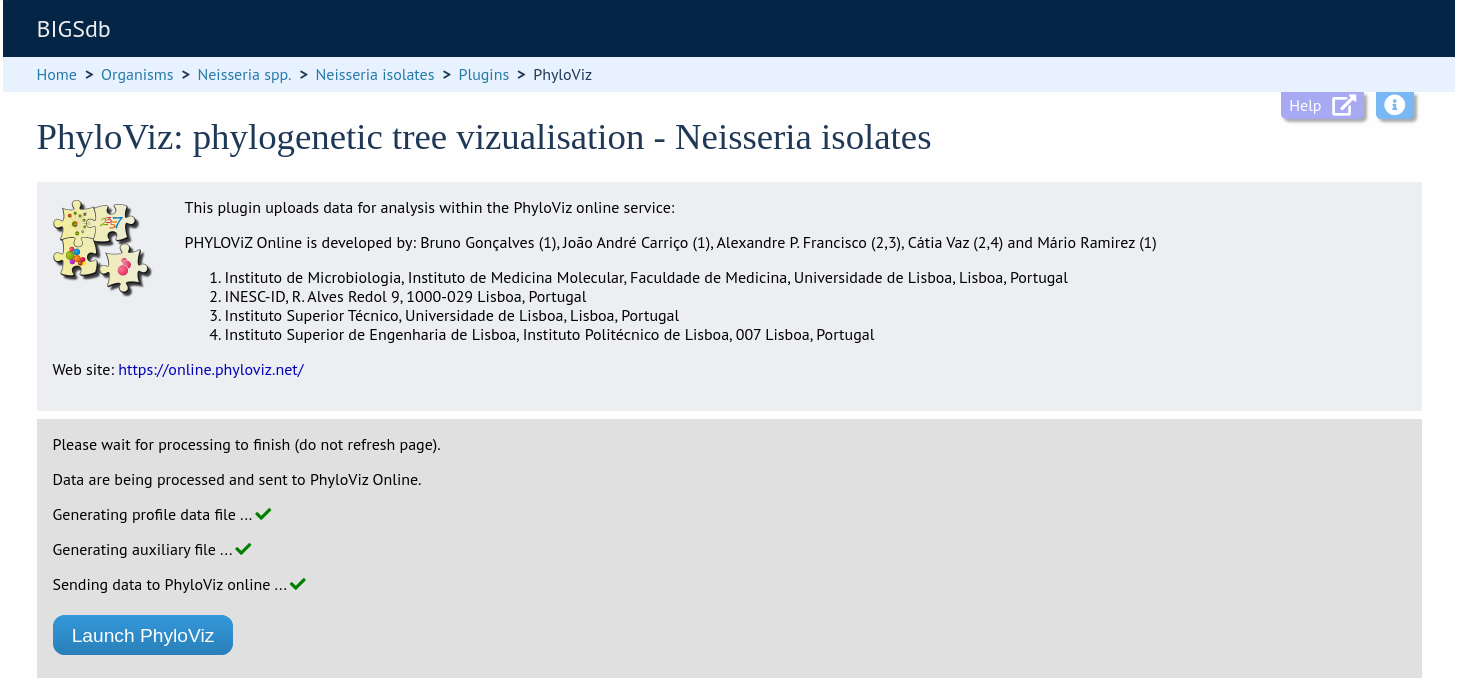 BIGSdb
Home > Organisms > Neisseria spp. > Neisseria isolates > Plugins > PhyloViz
Help
PhyloViz: phylogenetic tree vizualisation - Neisseria isolates
This plugin uploads data for analysis within the PhyloViz online service:
PHYLOViZ Online is developed by: Bruno Gonçalves (1), João André Carriço (1), Alexandre P. Francisco (2,3), Cátia Vaz (2,4) and Mário Ramirez (1)
1. Instituto de Microbiologia, Instituto de Medicina Molecular, Faculdade de Medicina, Universidade de Lisboa, Lisboa, Portugal
2. INESC-ID, R. Alves Redol 9, 1000-029 Lisboa, Portugal
3. Instituto Superior Técnico, Universidade de Lisboa, Lisboa, Portugal
4. Instituto Superior de Engenharia de Lisboa, Instituto Politécnico de Lisboa, 007 Lisboa, Portugal
Web site: https://online.phyloviz.net/
Please wait for processing to finish (do not refresh page).
Data are being processed and sent to PhyloViz Online.
Generating profile data file ...
Generating auxiliary file ...
Sending data to PhyloViz online ...
Launch PhyloViz